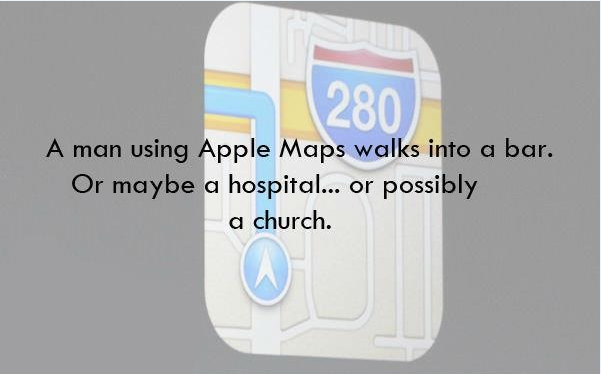 280
A man using Apple Maps walks into a bar.
Or maybe a hospital... or possibly
a church.